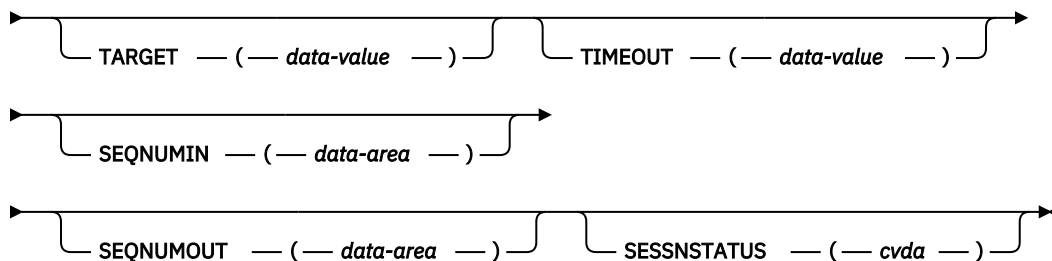 TARGET ( data-value ) TIMEOUT ( data-value )
SEQNUMIN ( data-area )
SEQNUMOUT ( data-area ) SESSNSTATUS ( cvda )